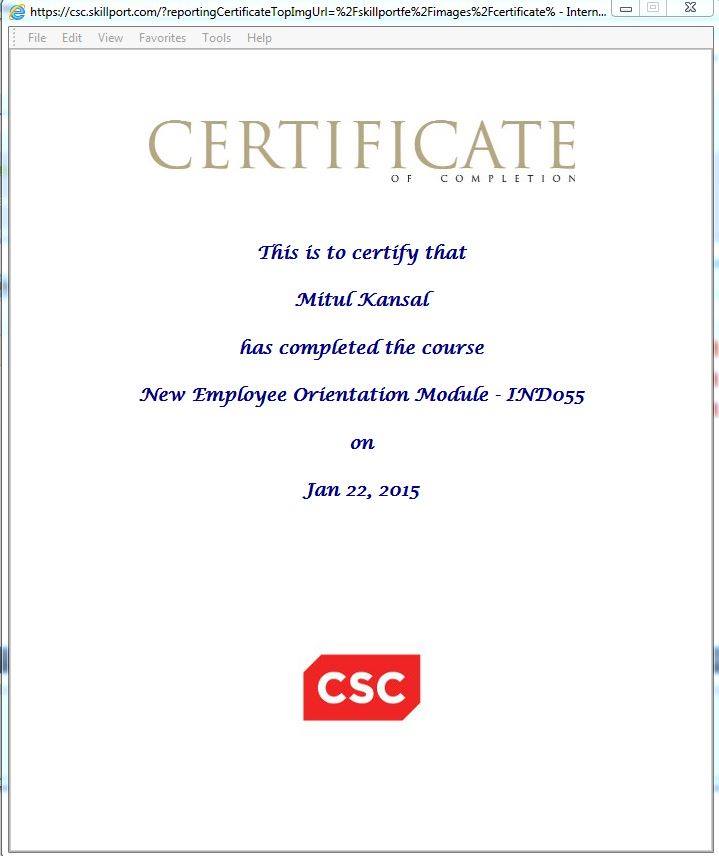 https://csc.skillport.com/?reportingCertificateTopImgUrl=%2Fskillportfe%2Fimages%2Fcertificate% - Intern...
File Edit View Favorites Tools Help
CERTIFICATE
OF COMPLETION
This is to certify that
Mitul Kansal
has completed the course
New Employee Orientation Module - IND055
on
Jan 22, 2015
CSC